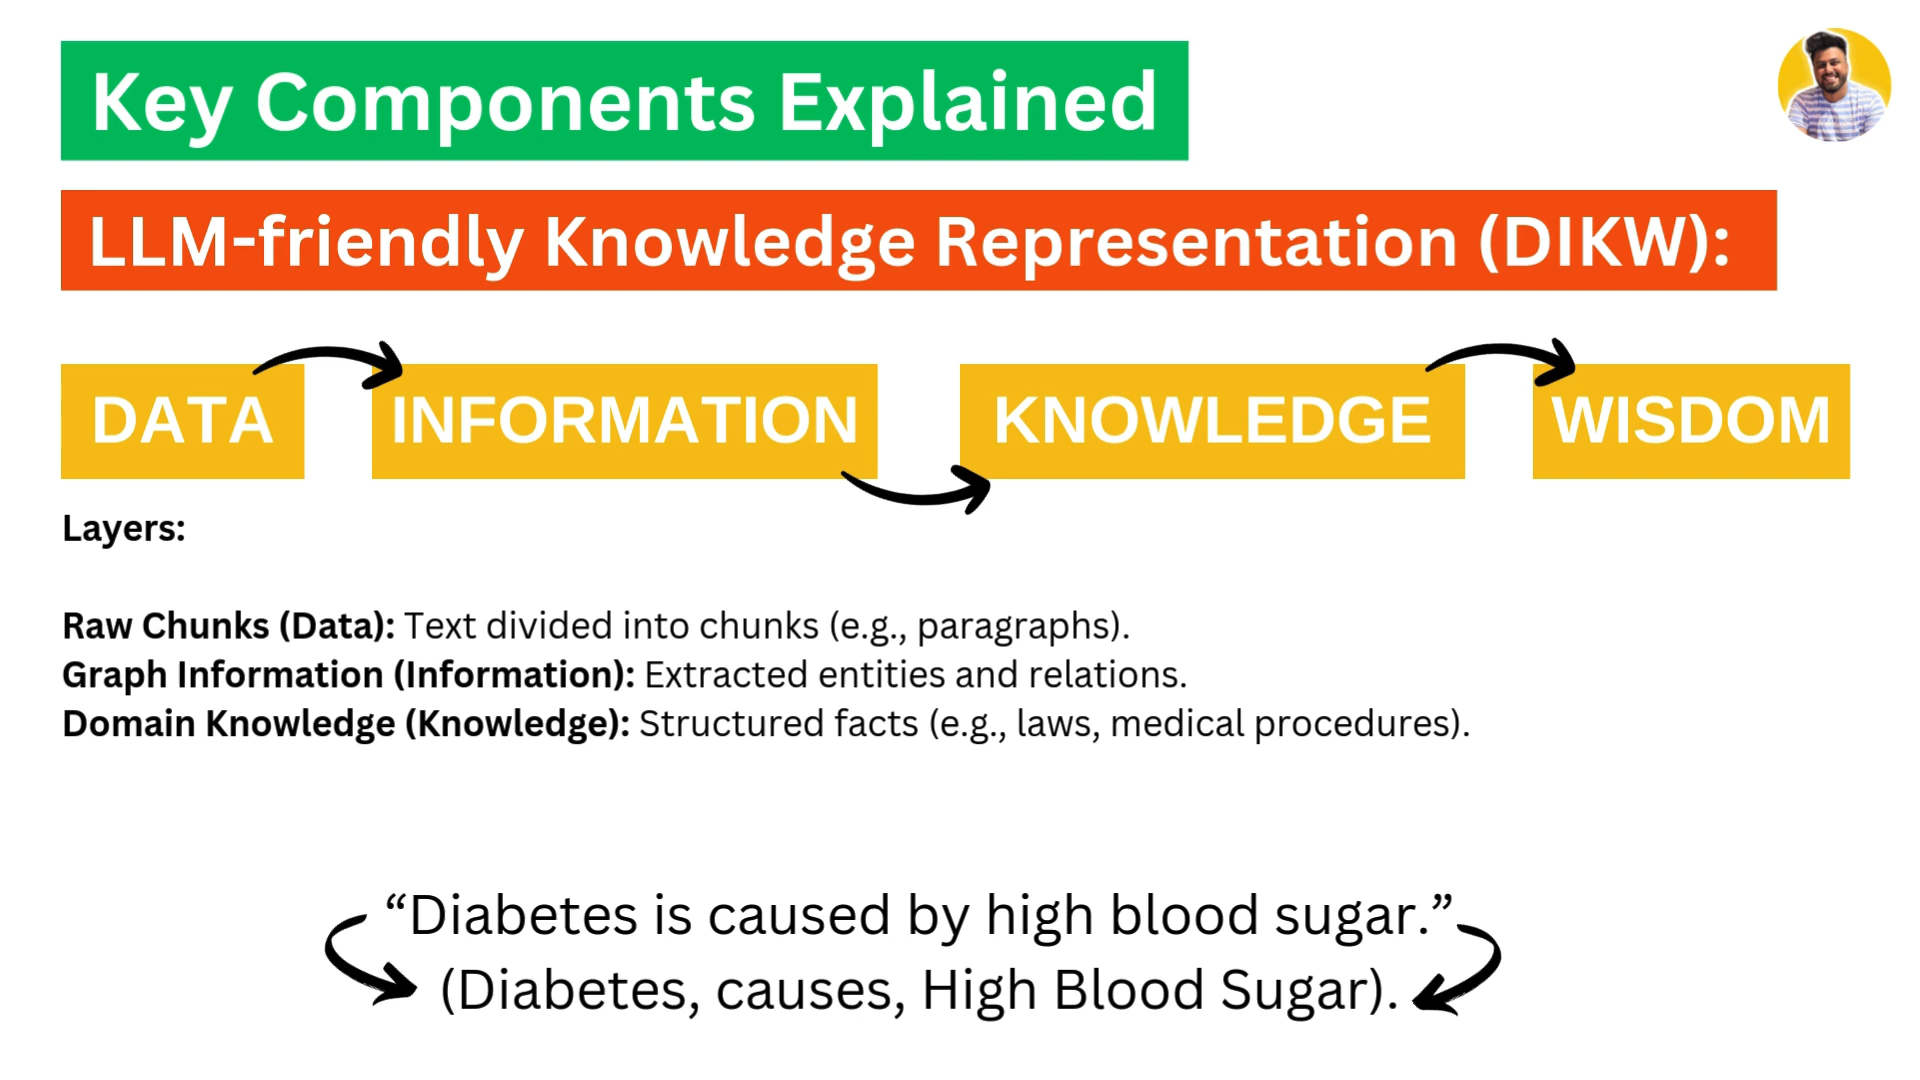 Key Components Explained
LLM-friendly Knowledge Representation (DIKW):
DATA
INFORMATION
KNOWLEDGE
WISDOM
Layers:
Raw Chunks (Data): Text divided into chunks (e.g., paragraphs).
Graph Information (Information): Extracted entities and relations.
Domain Knowledge (Knowledge): Structured facts (e.g., laws, medical procedures).
“Diabetes is caused by high blood sugar.”
(Diabetes, causes, High Blood Sugar).